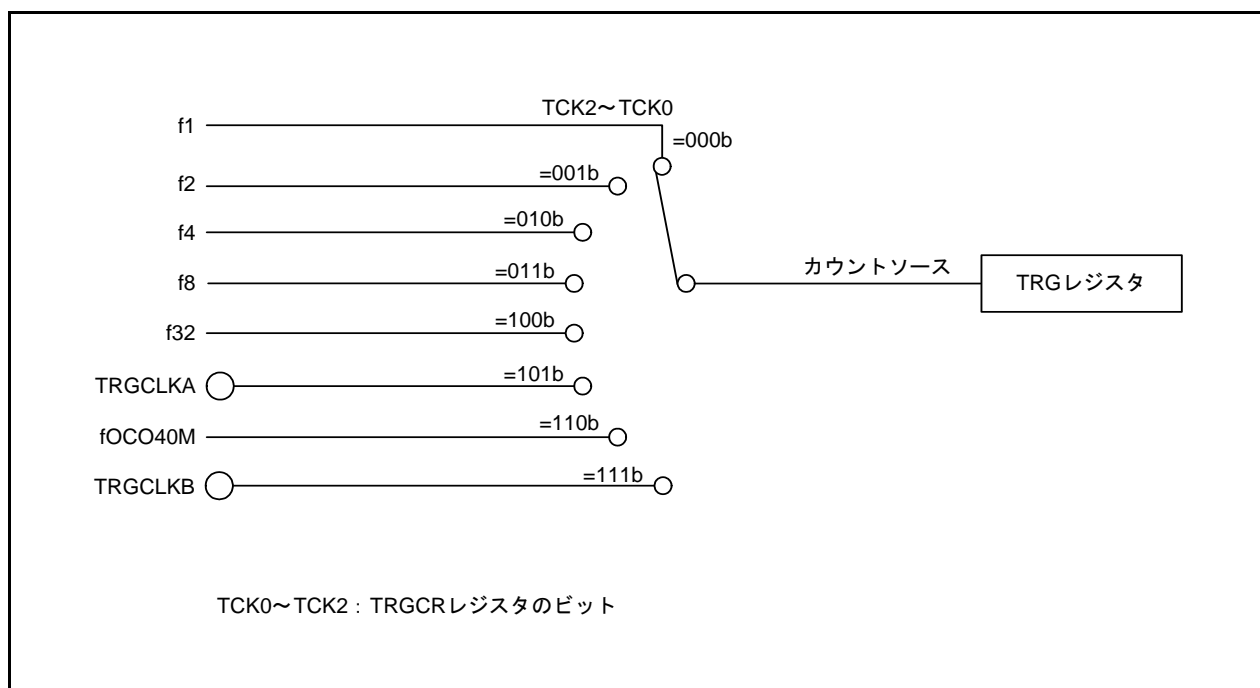 TCK2～TCK0
f1
=000b
f2
=001b
f4
=010b
f8
=011b
カウントソース
TRGレジスタ
f32
=100b
TRGCLKA
=101b
fOCO40M
=110b
TRGCLKB
=111b
TCK0～TCK2：TRGCRレジスタのビット